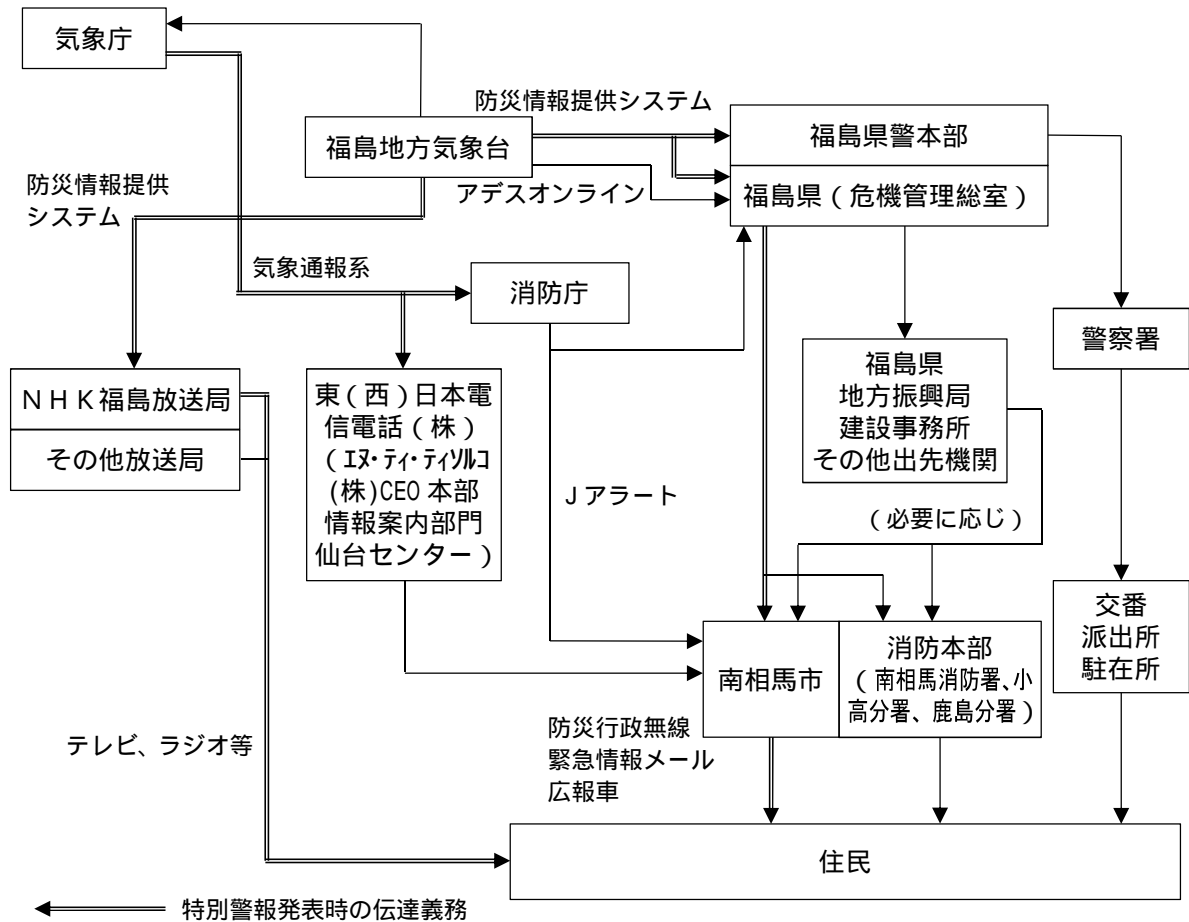 気象庁
防災情報提供システム
福島地方気象台
福島県警本部
福島県（危機管理総室）
アデスオンライン
防災情報提供
システム
気象通報系
消防庁
警察署
ＮＨＫ福島放送局
その他放送局
東（西）日本電
信電話（株）
（エヌ・ティ・ティソルコ
(株)CEO 本部
情報案内部門
仙台センター）
福島県
地方振興局
建設事務所
その他出先機関
Ｊアラート
（必要に応じ）
南相馬市
消防本部
（南相馬消防署、小
高分署、鹿島分署）
交番
派出所
駐在所
テレビ、ラジオ等
防災行政無線
緊急情報メール
広報車
住民
特別警報発表時の伝達義務